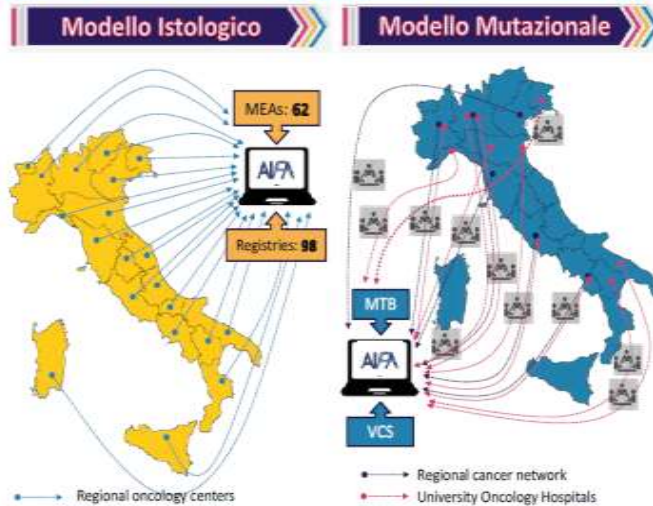 Modello Istologico
MEAs: 62
AIFA
Registries: 98
Regional oncology centers
Modello Mutazionale
MTB
AIFA
VCS
Regional cancer network
University Oncology Hospitals